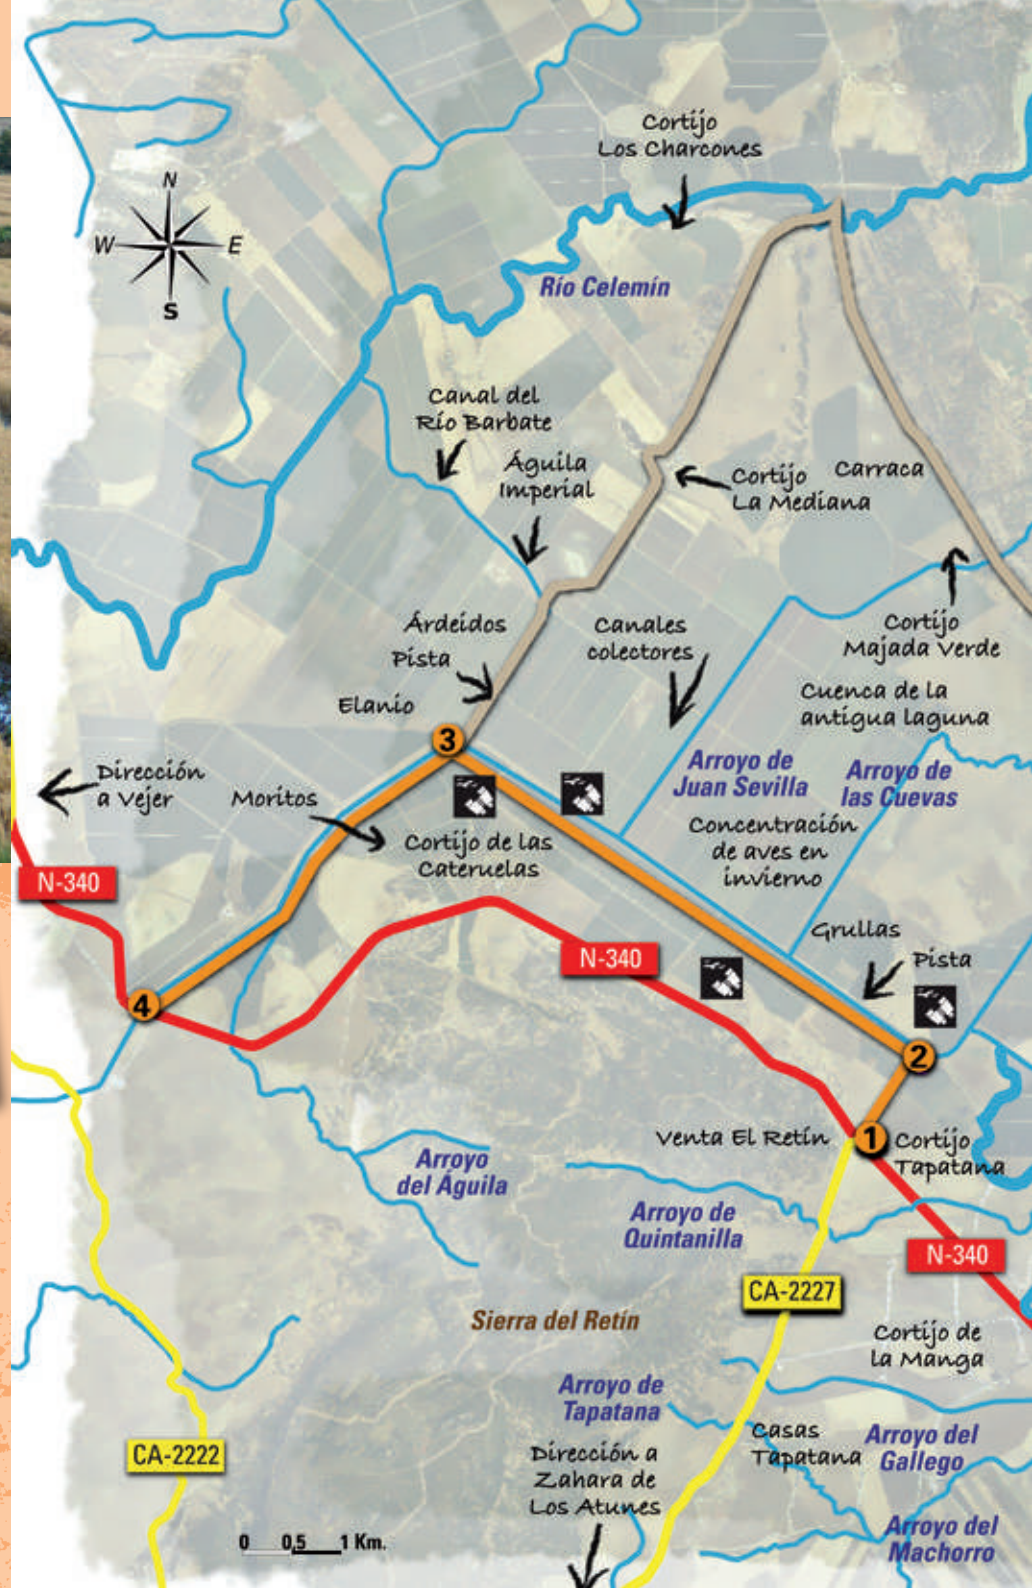 Cortijo
Los Charcones
N
W
E
S
Río Celemín
Canal del
Río Barbate
Águila
Imperial
Cortijo
La Mediana
Carraca
Árdeidos
Pista
Canales
colectores
Cortijo
Majada Verde
Elanio
Cuenca de la
antigua laguna
3
Dirección
a Vejer
Moritos
Arroyo de
Juan Sevilla
Arroyo de
las Cuevas
Cortijo de las
Cateruelas
Concentración
de aves en
invierno
N-340
Grullas
N-340
Pista
4
2
Venta El Retín
1
Cortijo
Tapatana
Arroyo
del Águila
Arroyo de
Quintanilla
N-340
CA-2227
Sierra del Retín
Cortijo de
la Manga
Arroyo de
Tapatana
Casas
Tapatana
Arroyo del
Gallego
CA-2222
Dirección a
Zahara de
Los Atunes
Arroyo del
Machorro
0 0,5 1 Km.